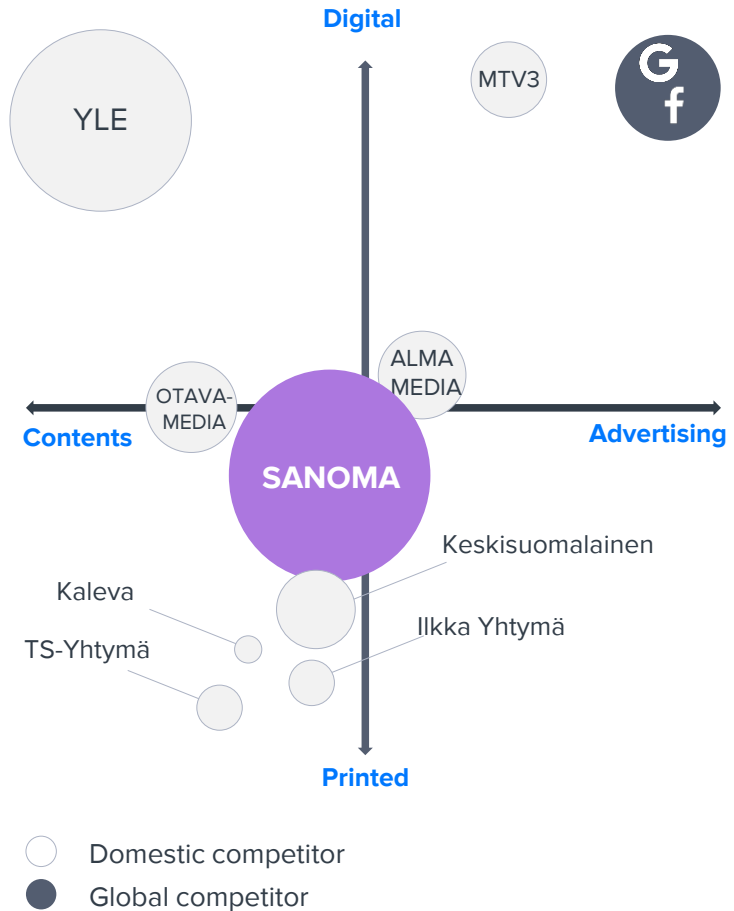 Digital
MTV3
G
f
YLE
ALMA
MEDIA
OTAVA-
MEDIA
Contents
Advertising
SANOMA
Keskisuomalainen
Kaleva
Ilkka Yhtymä
TS-Yhtymä
Printed
Domestic competitor
Global competitor